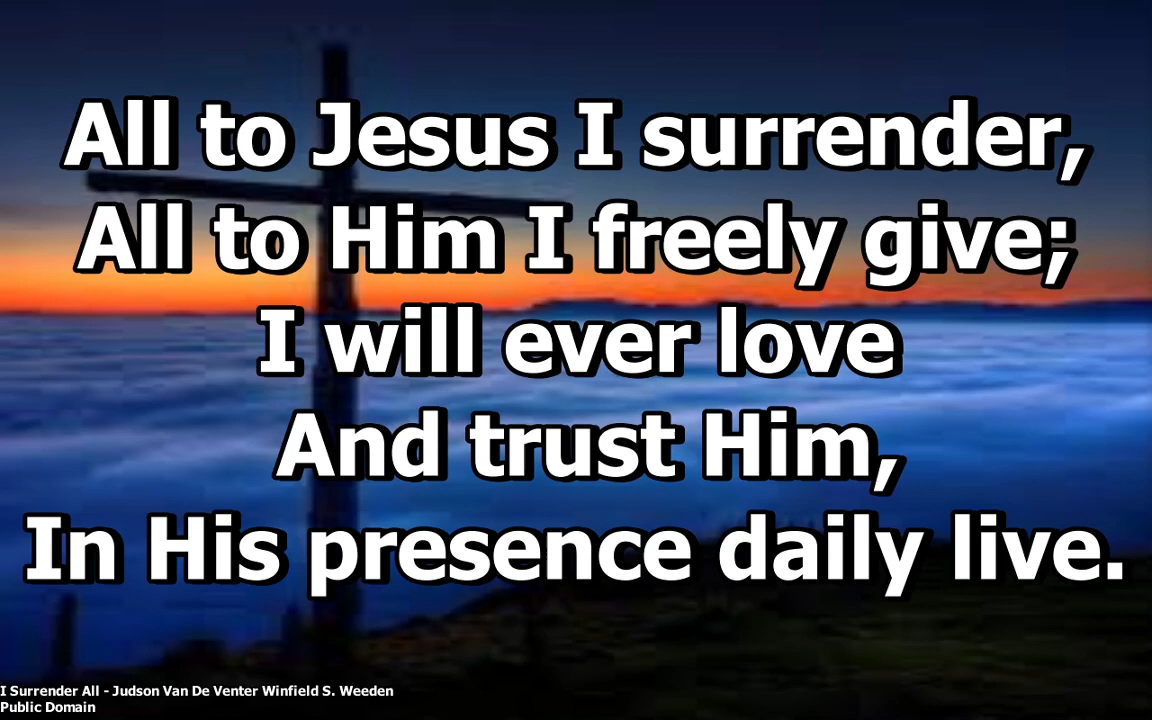 All to Jesus I surrender,
All to Him I freely give;
I will ever love
And trust Him,
In His presence daily live.
I Surrender All - Judson Van De Venter Winfield S. Weeden
Public Domain